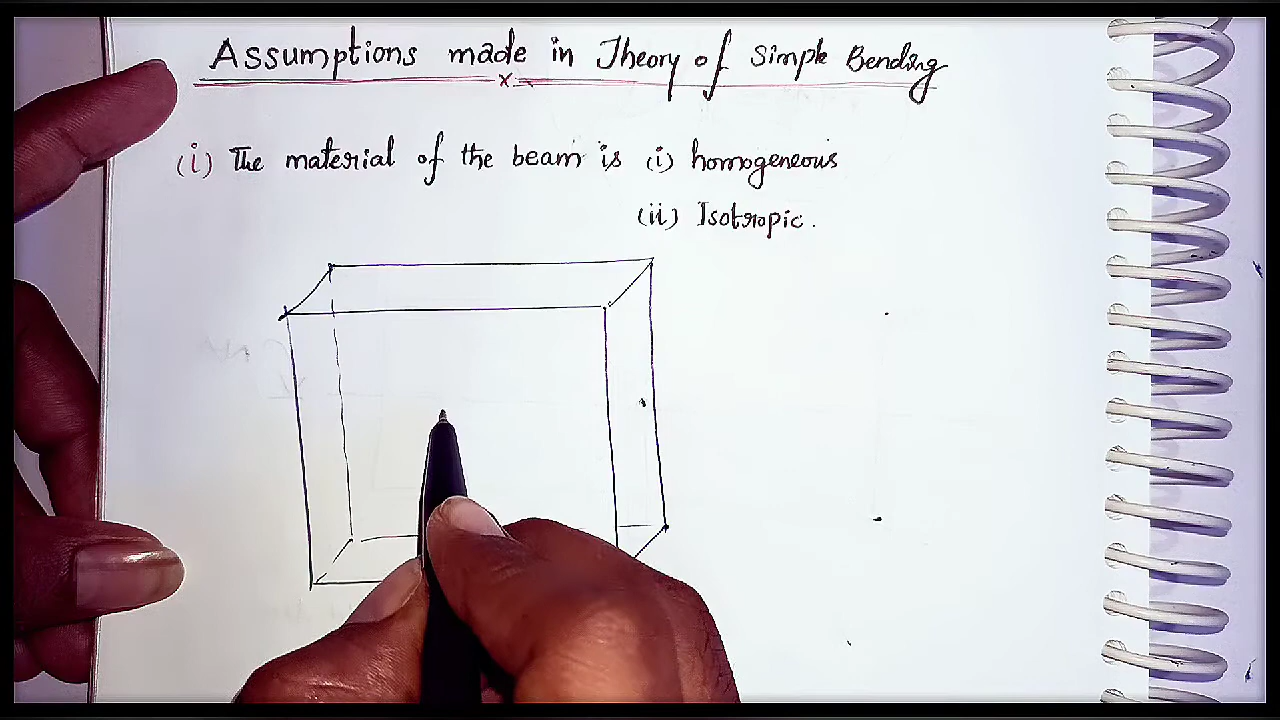 Assumptions made in Theory of Simple Bending
x
(i) The material of the beam is (i) homogeneous
(ii) Isotropic.